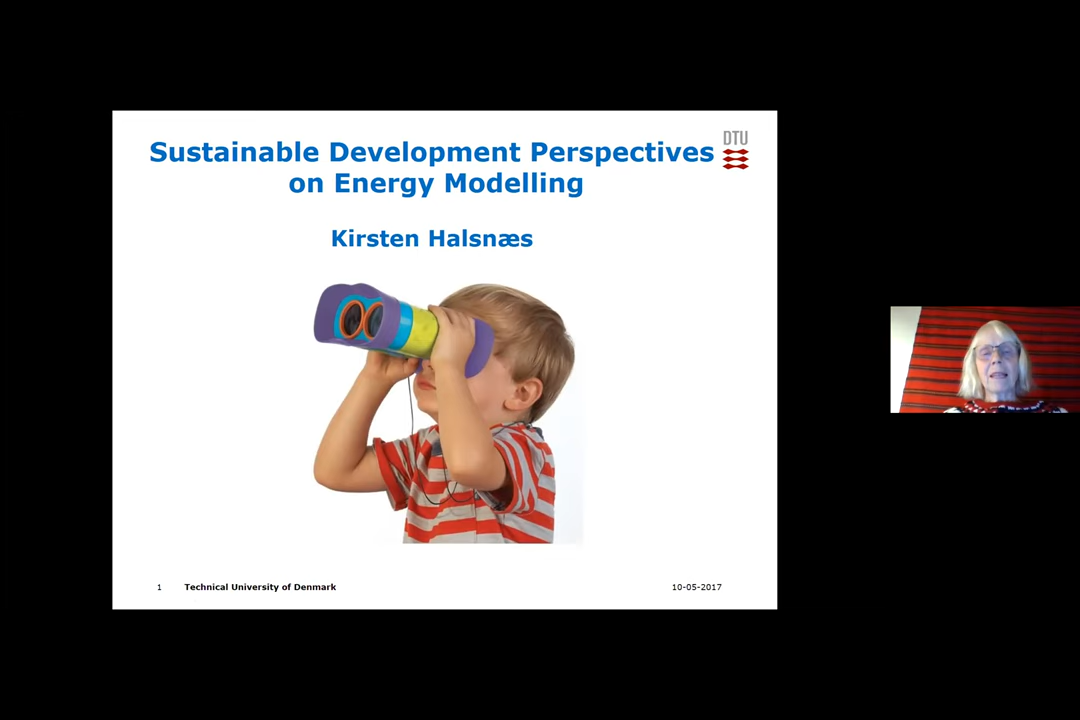 Sustainable Development Perspectives
on Energy Modelling
DTU
Kirsten Halsnæs
1 Technical University of Denmark 10-05-2017